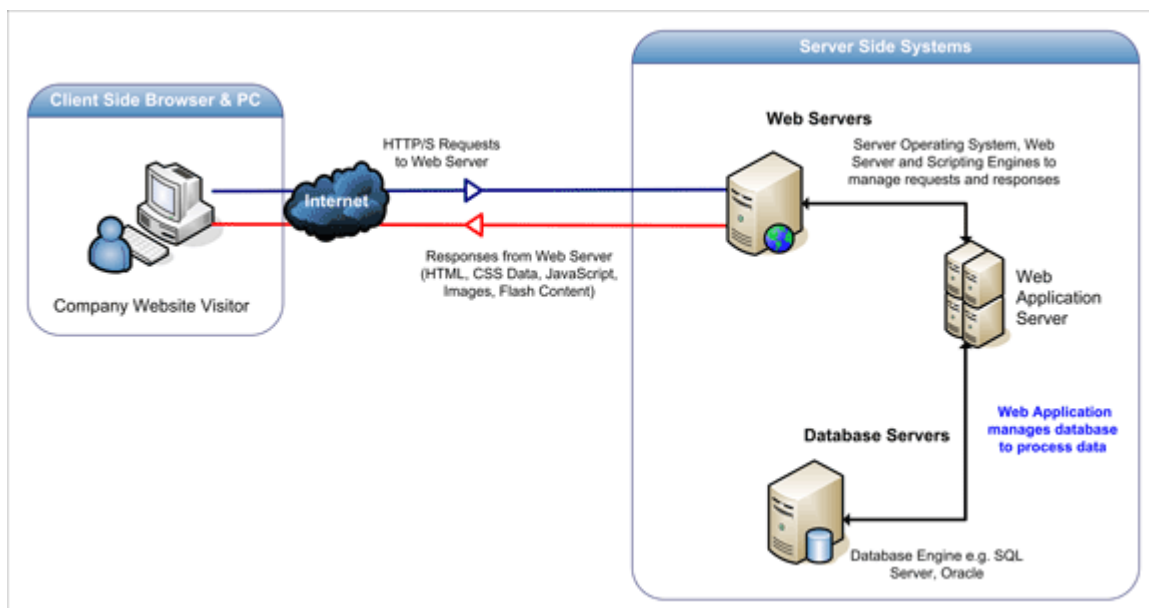 Server Side Systems
Client Side Browser & PC
Web Servers
HTTP/S Requests
to Web Server
Server Operating System, Web
Server and Scripting Engines to
manage requests and responses
Internet
Responses from Web Server
(HTML, CSS Data, JavaScript,
Images, Flash Content)
Company Website Visitor
Web
Application
Server
Web Application
manages database
to process data
Database Servers
Database Engine e.g. SQL
Server, Oracle